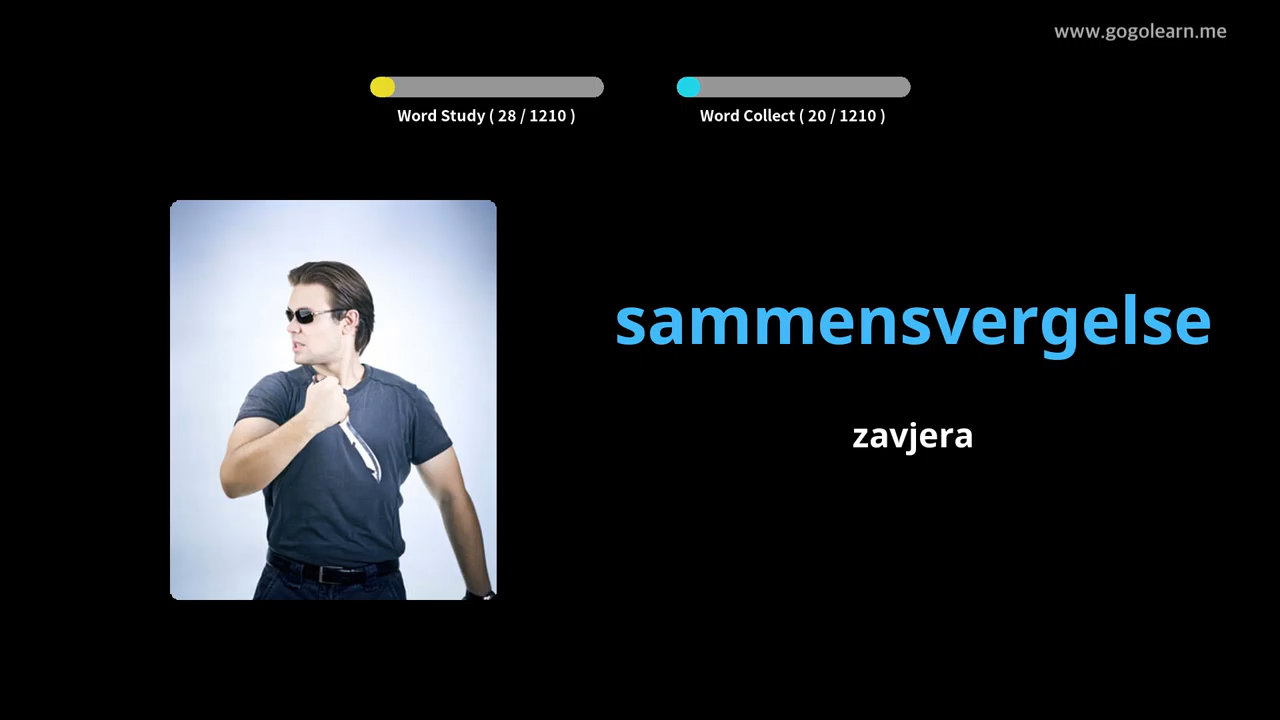 www.gogolearn.me
Word Study ( 28 / 1210 )
Word Collect ( 20 / 1210 )
sammensvergelse
zavjera